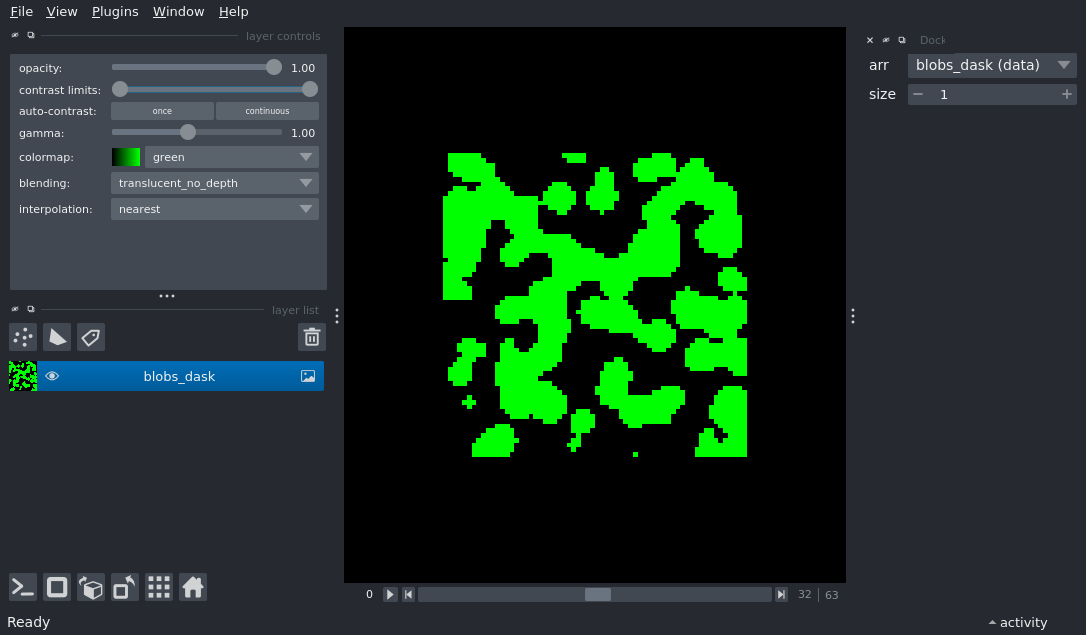 File View Plugins Window Help
layer controls
opacity: 1.00
contrast limits:
auto-contrast: once continuous
gamma: 1.00
colormap: green
blending: translucent_no_depth
interpolation: nearest
layer list
blobs_dask
0 32 63
Dock
arr blobs_dask (data)
size 1
Ready
activity